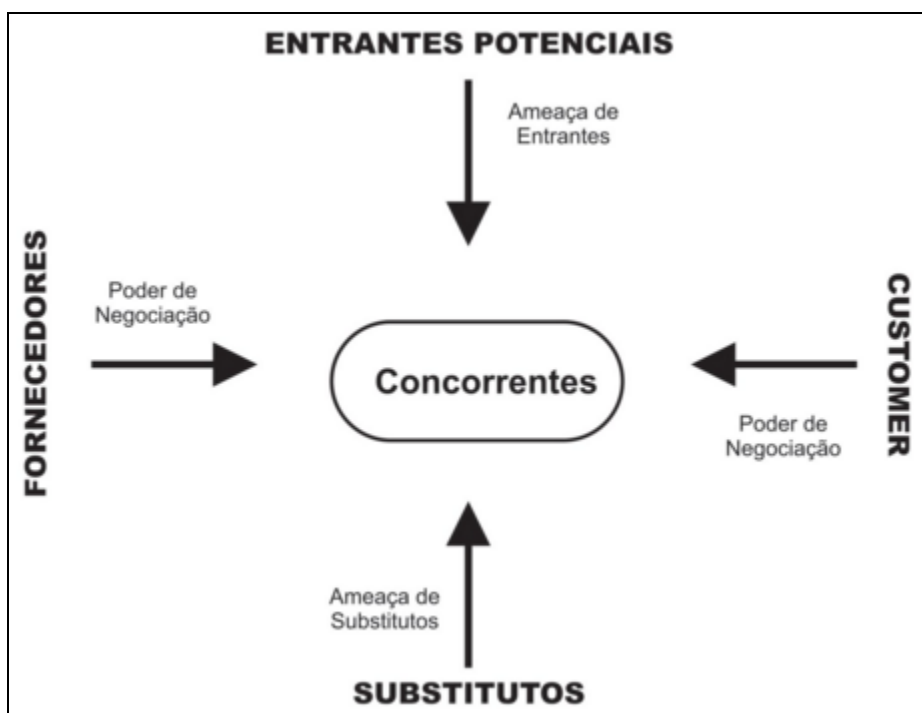 ENTRANTES POTENCIAIS
Ameaça de
Entrantes
FORNECEDORES
Poder de
Negociação
Concorrentes
CUSTOMER
Poder de
Negociação
Ameaça de
Substitutos
SUBSTITUTOS